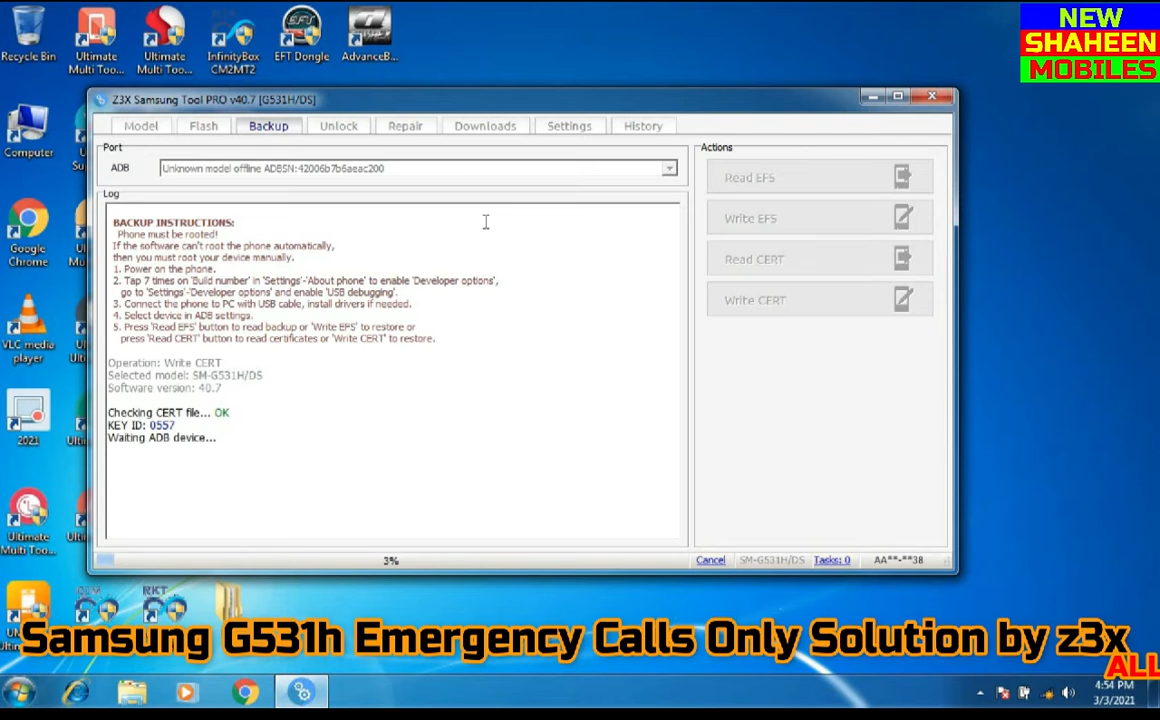 NEW
SHAHEEN
MOBILES
Recycle Bin
Ultimate
Multi Too...
Ultimate
Multi Too...
InfinityBox
CM2MT2
EFT Dongle
AdvanceB...
Computer
Google
Chrome
VLC media
player
2021
Ultimate
Multi Too...
Z3X Samsung Tool PRO v40.7 [G531H/DS]
Model Flash Backup Unlock Repair Downloads Settings History
Port
ADB Unknown model offline ADBSN:42006b7b6aeac200
Log
BACKUP INSTRUCTIONS:
Phone must be rooted!
If the software can't root the phone automatically,
then you must root your device manually.
1. Power on the phone.
2. Tap 7 times on 'Build number' in 'Settings'-'About phone' to enable 'Developer options',
go to 'Settings'-'Developer options' and enable 'USB debugging'.
3. Connect the phone to PC with USB cable, install drivers if needed.
4. Select device in ADB settings.
5. Press 'Read EFS' button to read backup or 'Write EFS' to restore or
press 'Read CERT' button to read certificates or 'Write CERT' to restore.
Operation: Write CERT
Selected model: SM-G531H/DS
Software version: 40.7
Checking CERT file... OK
KEY ID: 0557
Waiting ADB device...
Actions
Read EFS
Write EFS
Read CERT
Write CERT
3%
Cancel SM-G531H/DS Tasks: 0 AA**-**38
RKT
Samsung G531h Emergency Calls Only Solution by z3x
ALL
4:54 PM
3/3/2021